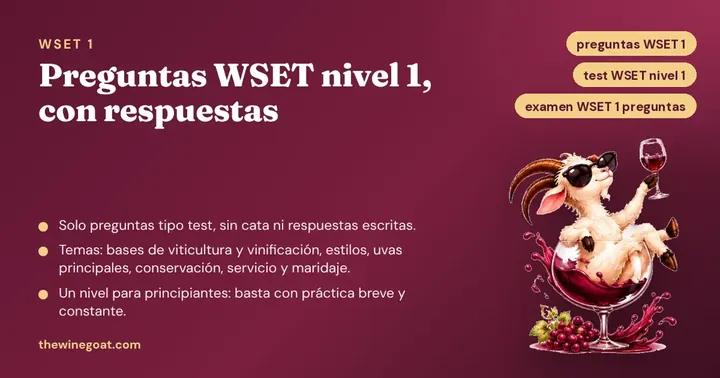 WSET 1
Preguntas WSET nivel 1,
con respuestas
preguntas WSET 1
test WSET nivel 1
examen WSET 1 preguntas
Solo preguntas tipo test, sin cata ni respuestas escritas.
Temas: bases de viticultura y vinificación, estilos, uvas
principales, conservación, servicio y maridaje.
Un nivel para principiantes: basta con práctica breve y
constante.
thewinegoat.com